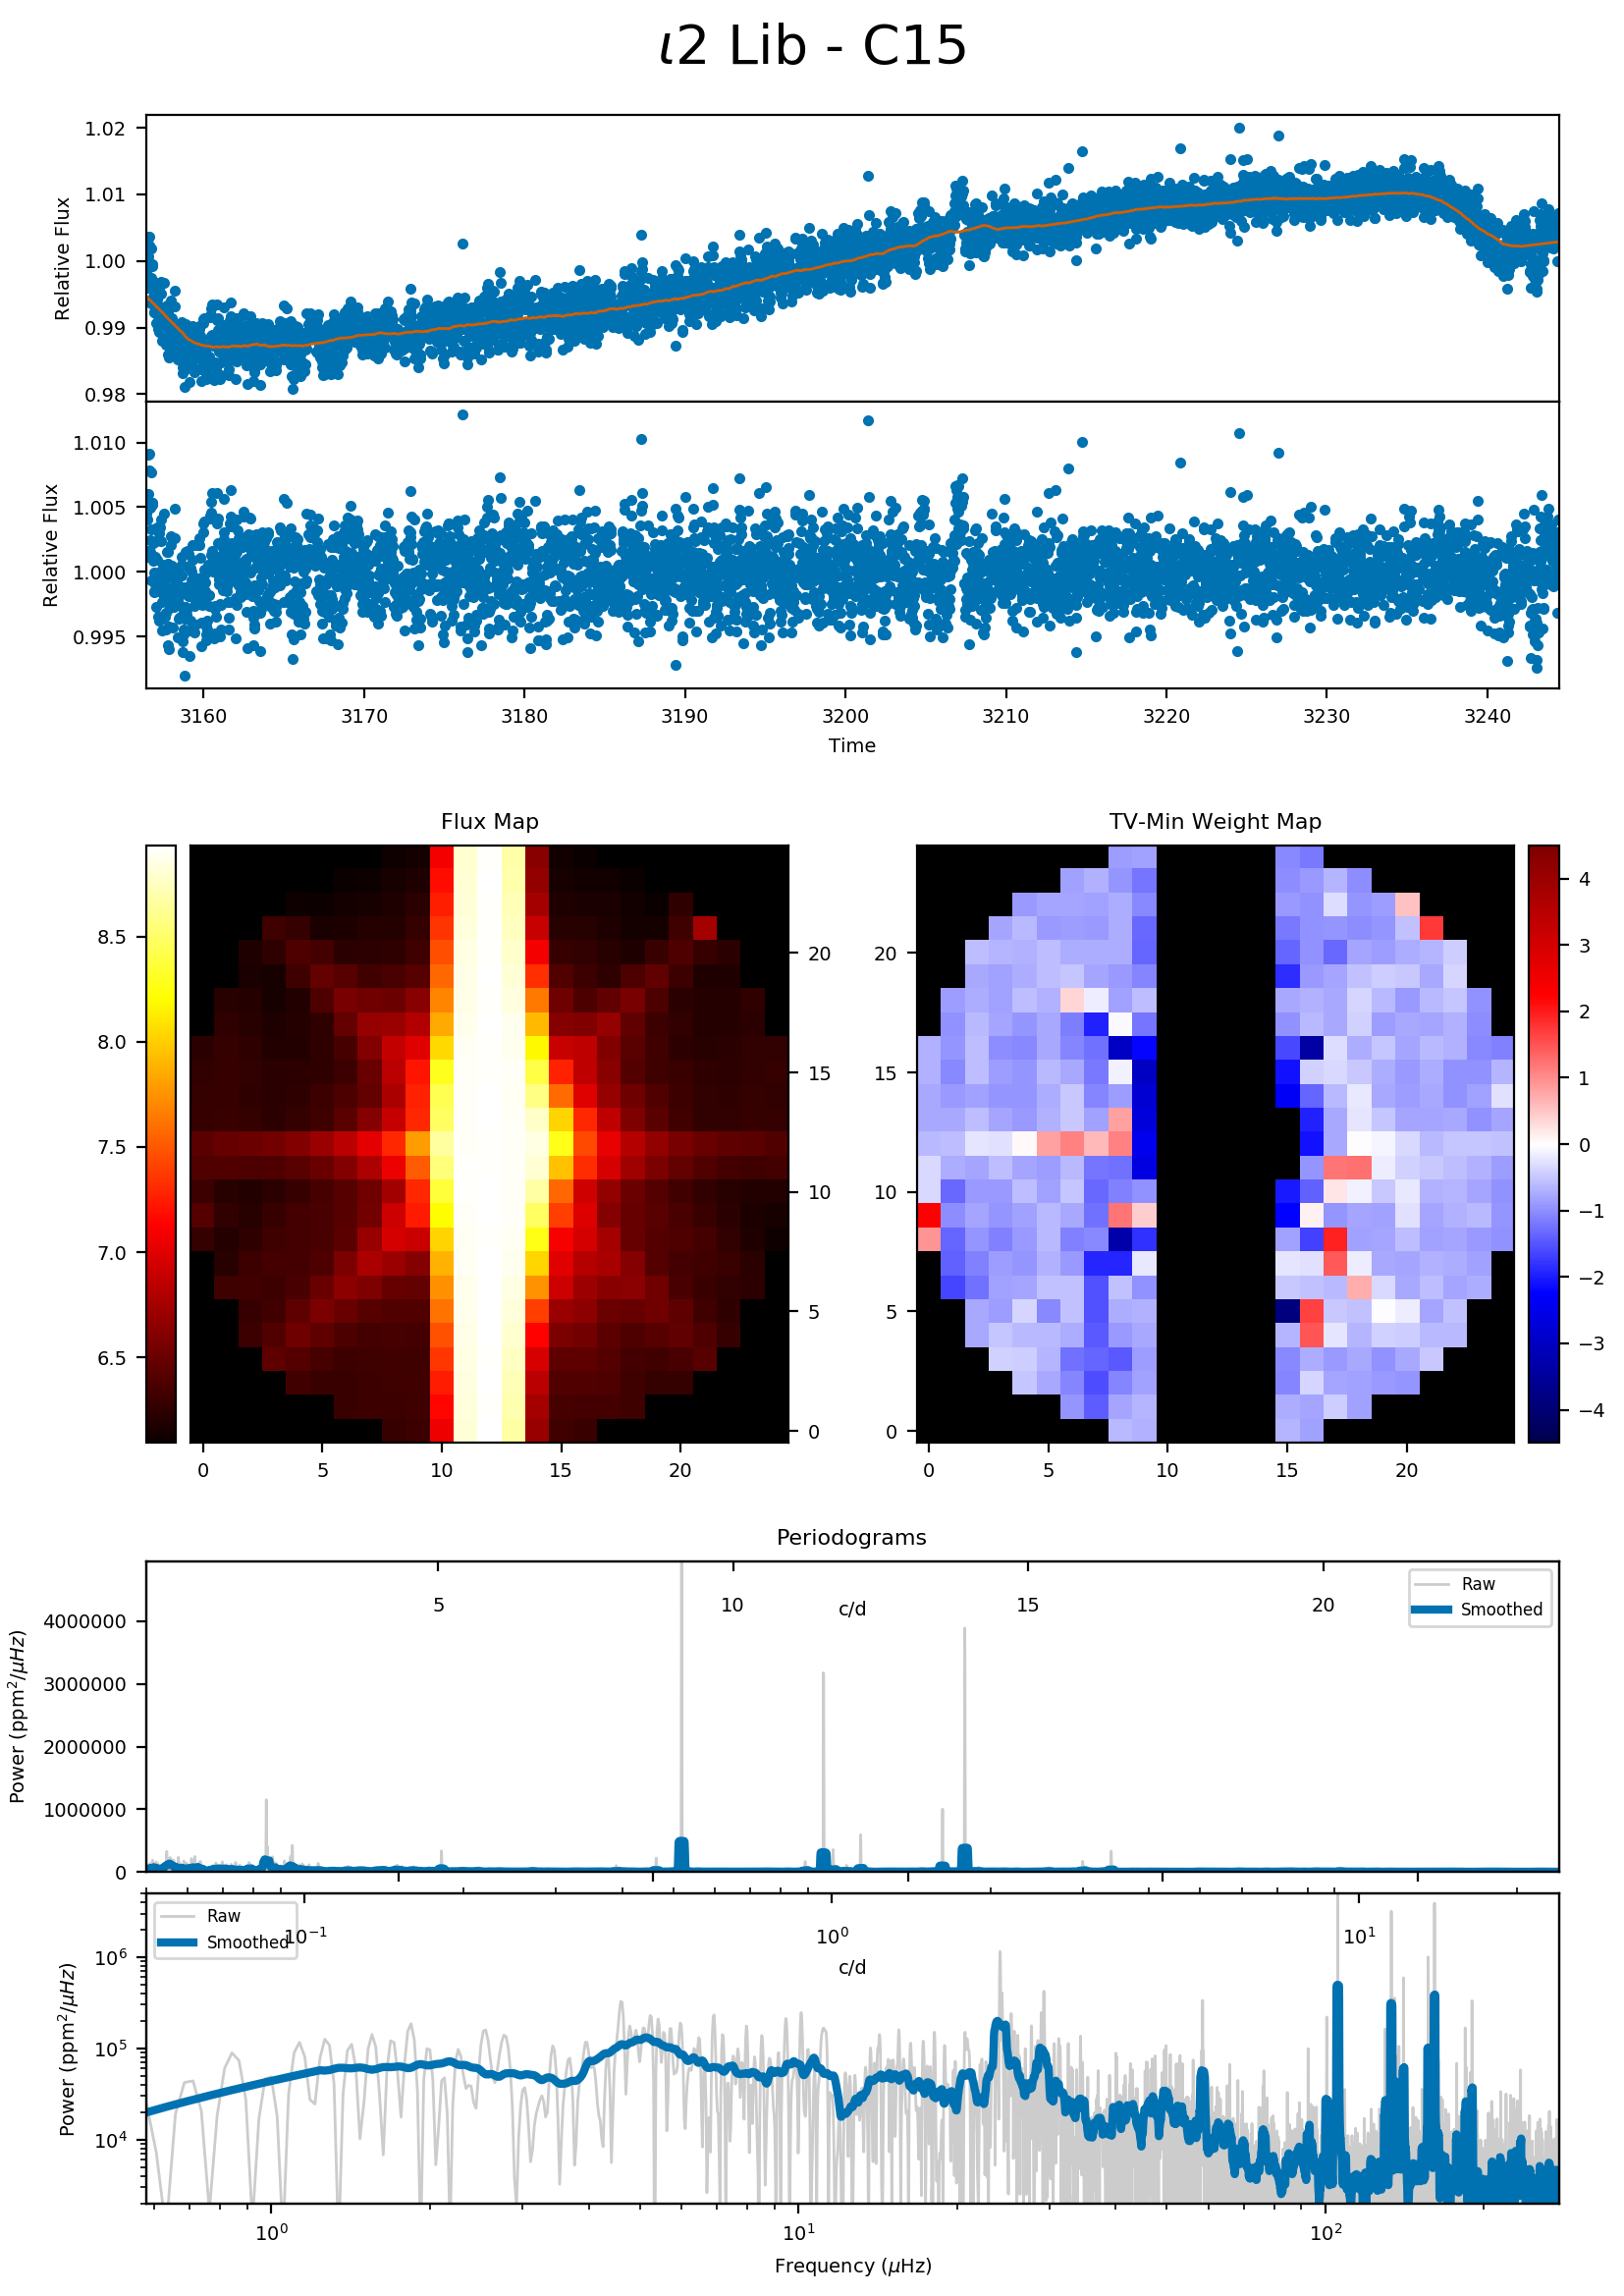 ι2 Lib - C15
1.02
1.01
1.00
0.99
0.98
Relative Flux
1.010
1.005
1.000
0.995
Relative Flux
3160 3170 3180 3190 3200 3210 3220 3230 3240
Time
Flux Map
8.5
8.0
7.5
7.0
6.5
20
15
10
5
0
0 5 10 15 20
TV-Min Weight Map
20
15
10
5
0
0 5 10 15 20
4
3
2
1
0
−1
−2
−3
−4
Periodograms
5 10 15 20
c/d
Raw
Smoothed
4000000
3000000
2000000
1000000
0
Power (ppm²/μHz)
Raw
Smoothed
10⁻¹ 10⁰ 10¹
c/d
10⁶
10⁵
10⁴
Power (ppm²/μHz)
10⁰ 10¹ 10²
Frequency (μHz)